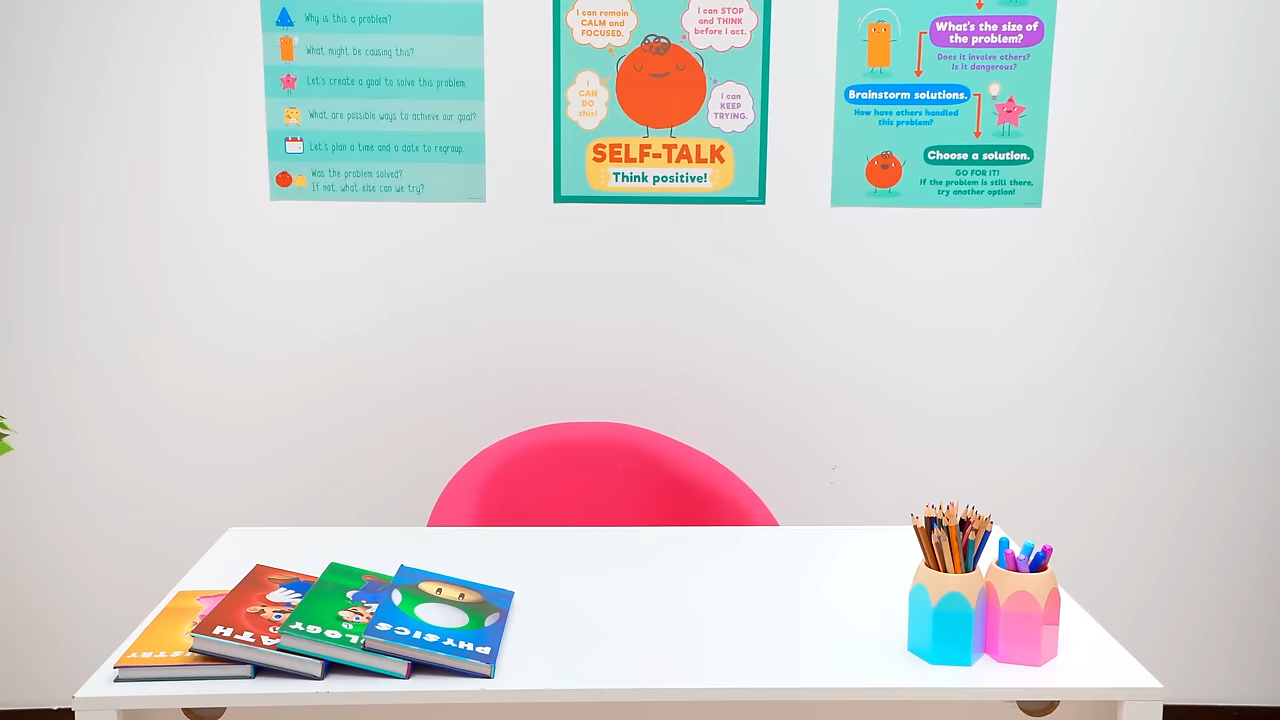 Why is this a problem?
What might be causing this?
Let's create a goal to solve this problem.
What are possible ways to achieve our goal?
Let's plan a time and a date to regroup.
Was the problem solved?
If not, what else can we try?
I can remain
CALM and
FOCUSED.
I can STOP
and THINK
before I act.
I
CAN
DO
this!
I can
KEEP
TRYING.
SELF-TALK
Think positive!
What's the size of
the problem?
Does it involve others?
Is it dangerous?
Brainstorm solutions.
How have others handled
this problem?
Choose a solution.
GO FOR IT!
If the problem is still there,
try another option!
ISTRY
ATH
LOGY
PHYSICS